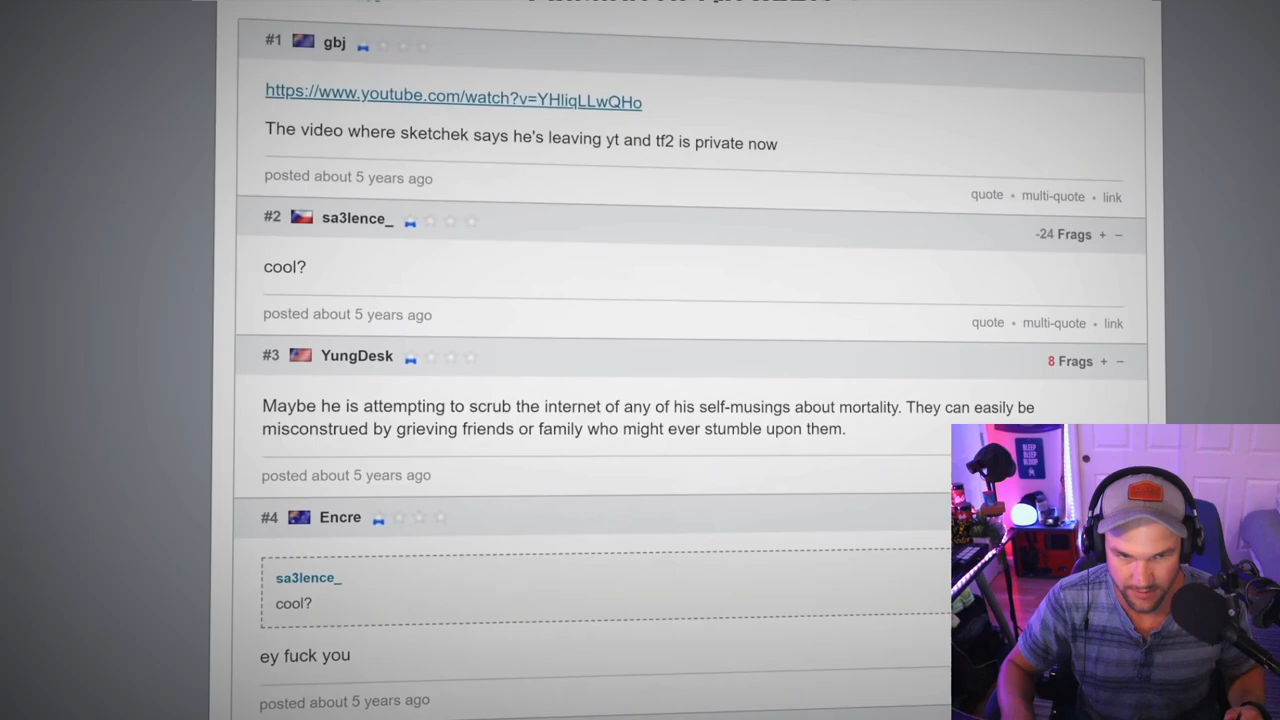 #1 gbj
https://www.youtube.com/watch?v=YHliqLLwQHo
The video where sketchek says he's leaving yt and tf2 is private now
posted about 5 years ago
quote • multi-quote • link
#2 sa3lence_
-24 Frags + −
cool?
posted about 5 years ago
quote • multi-quote • link
#3 YungDesk
8 Frags + −
Maybe he is attempting to scrub the internet of any of his self-musings about mortality. They can easily be
misconstrued by grieving friends or family who might ever stumble upon them.
posted about 5 years ago
#4 Encre
sa3lence_
cool?
ey fuck you
posted about 5 years ago
BLEEP
BLEEP
BLOOP